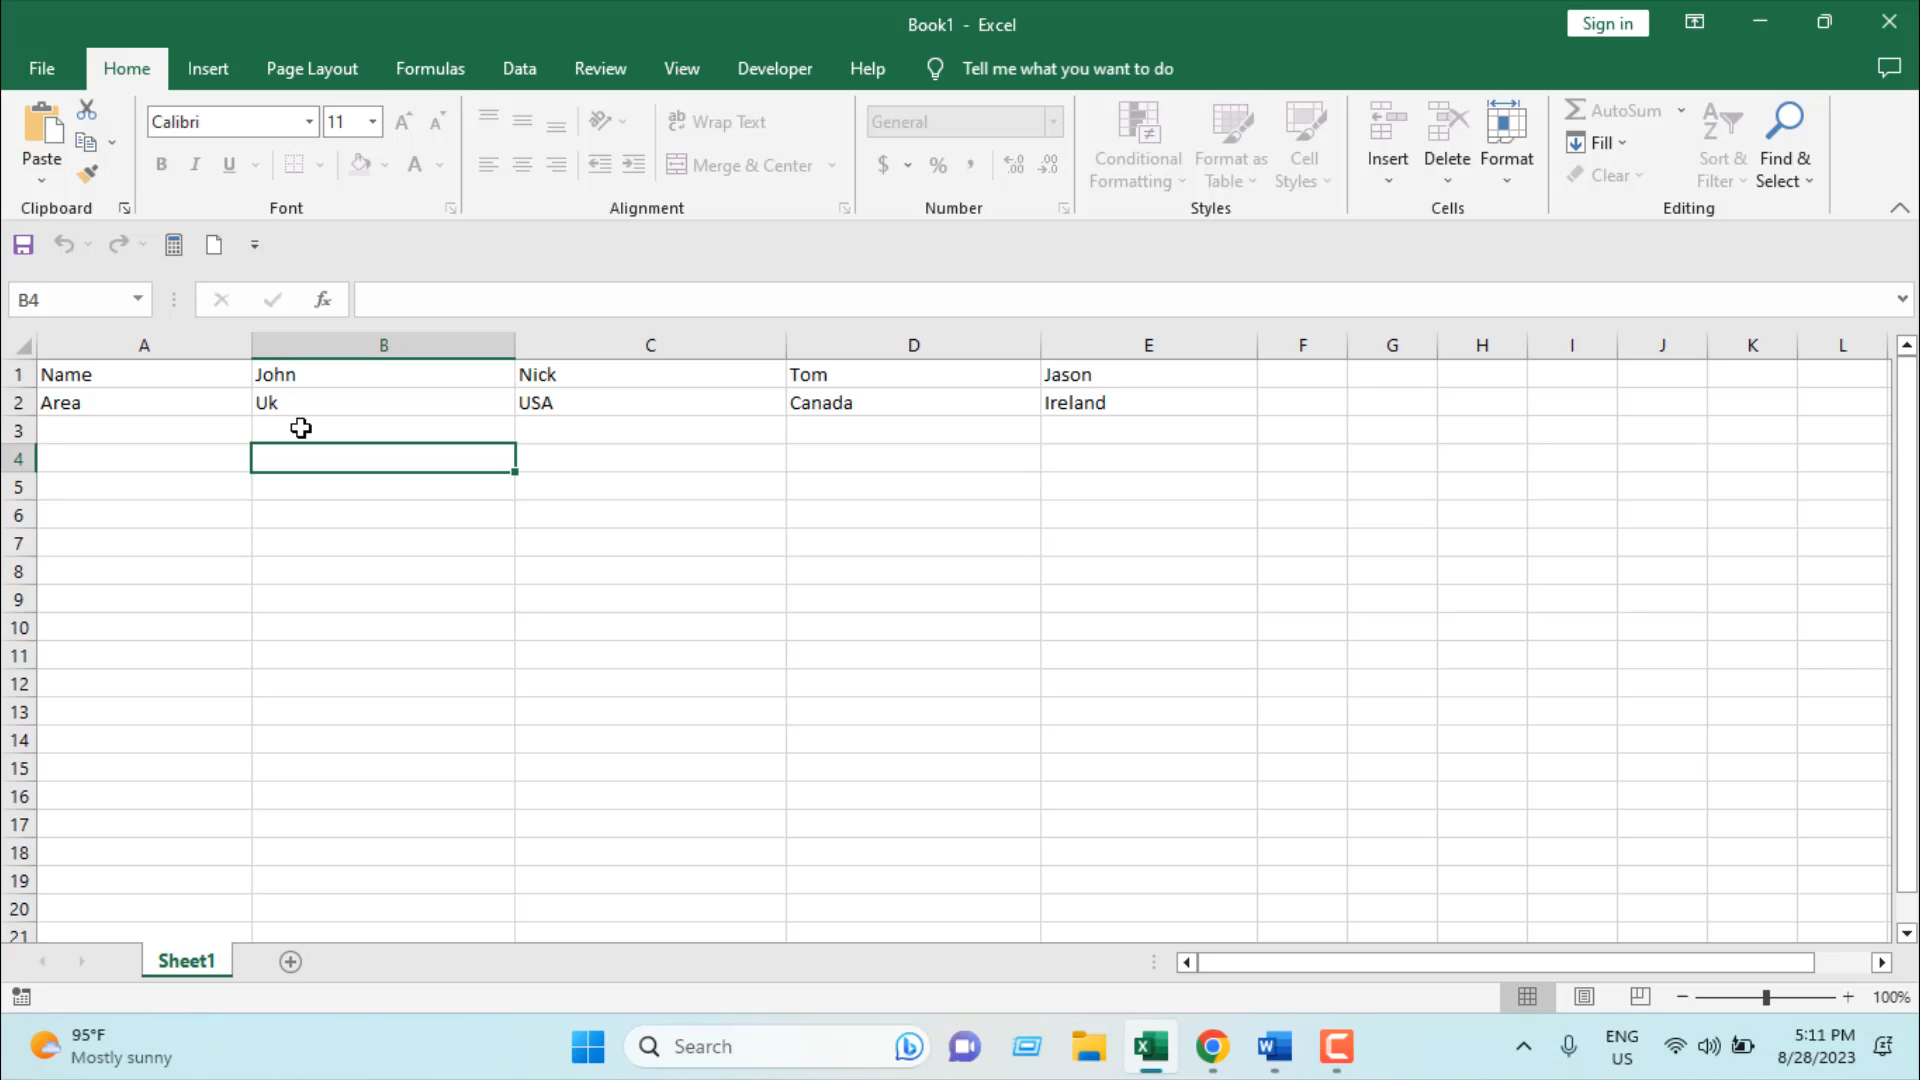 Book1 - Excel
Sign in
File Home Insert Page Layout Formulas Data Review View Developer Help Tell me what you want to do
Paste
Clipboard
Calibri 11
B I U A
Font
Wrap Text
Merge & Center
Alignment
General
$ % ,
Number
Conditional Formatting
Format as Table
Cell Styles
Styles
Insert Delete Format
Cells
AutoSum
Fill
Clear
Sort & Filter
Find & Select
Editing
B4 fx
A B C D E F G H I J K L
1 Name John Nick Tom Jason
2 Area Uk USA Canada Ireland
3
4
5
6
7
8
9
10
11
12
13
14
15
16
17
18
19
20
21
Sheet1
100%
95°F
Mostly sunny
Search
ENG
US
5:11 PM
8/28/2023